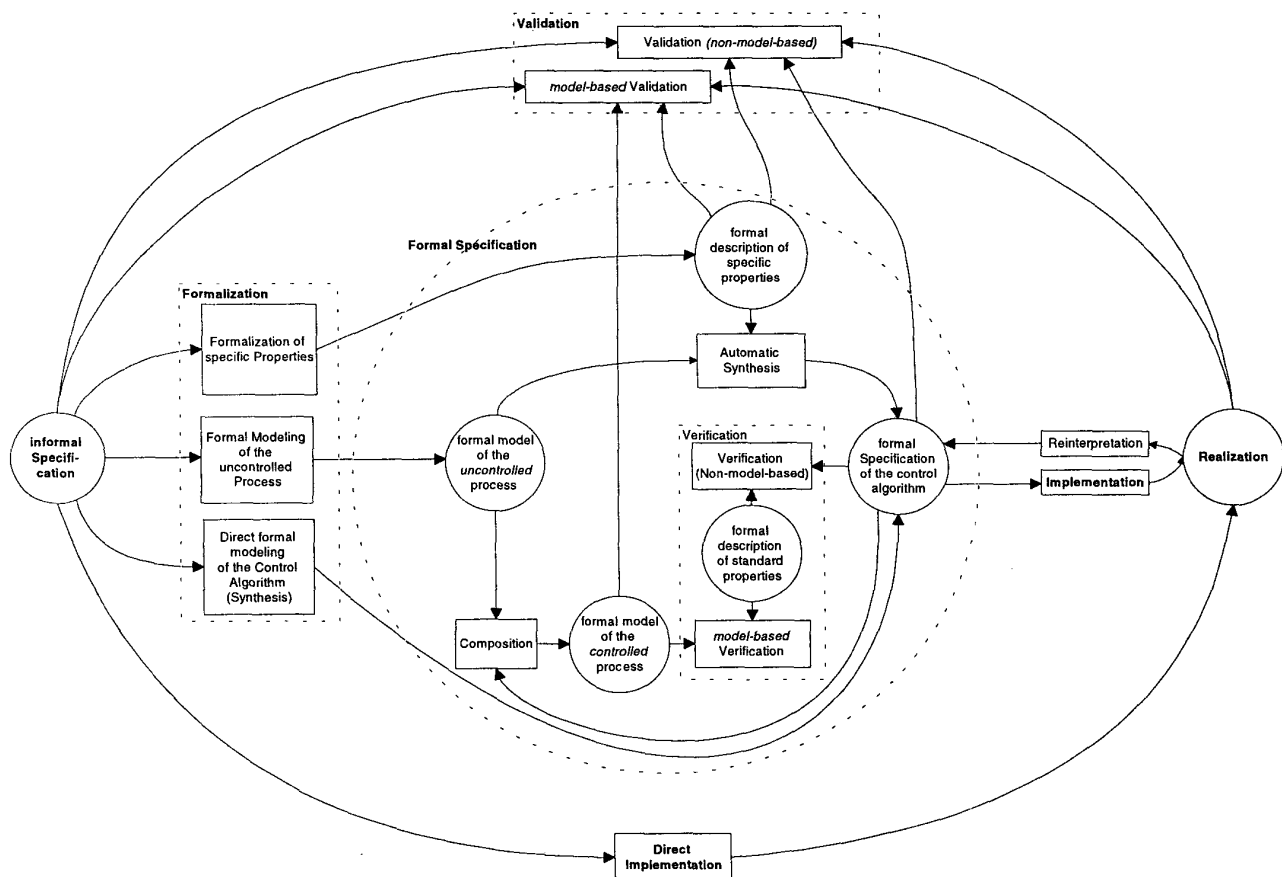 Validation
Validation (non-model-based)
model-based Validation
Formal Specification
formal
description of
specific
properties
Formalization
Formalization of
specific Properties
Automatic
Synthesis
informal
Specifi-
cation
Formal Modeling
of the
uncontrolled
Process
formal model
of the
uncontrolled
process
Verification
Verification
(Non-model-based)
formal
Specification
of the control
algorithm
Reinterpretation
Implementation
Realization
Direct formal
modeling
of the Control
Algorithm
(Synthesis)
formal
description
of standard
properties
Composition
formal model
of the
controlled
process
model-based
Verification
Direct
Implementation